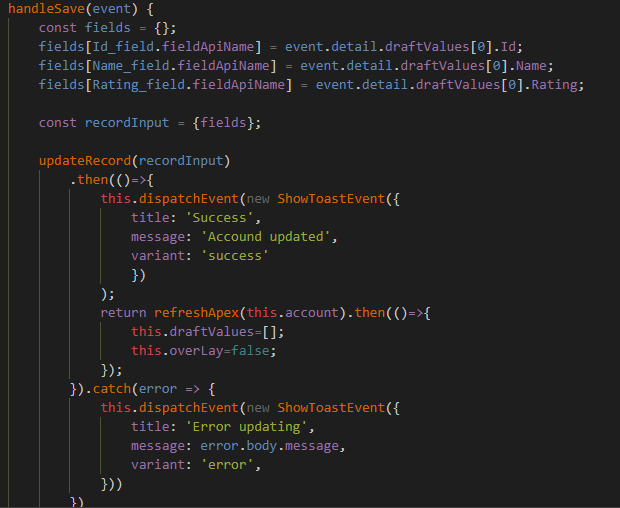 handleSave(event) {
const fields = {};
fields[Id_field.fieldApiName] = event.detail.draftValues[0].Id;
fields[Name_field.fieldApiName] = event.detail.draftValues[0].Name;
fields[Rating_field.fieldApiName] = event.detail.draftValues[0].Rating;
const recordInput = {fields};
updateRecord(recordInput)
.then(()=>{
this.dispatchEvent(new ShowToastEvent({
title: 'Success',
message: 'Accound updated',
variant: 'success'
})
);
return refreshApex(this.account).then(()=>{
this.draftValues=[];
this.overLay=false;
});
}).catch(error => {
this.dispatchEvent(new ShowToastEvent({
title: 'Error updating',
message: error.body.message,
variant: 'error',
}))
})